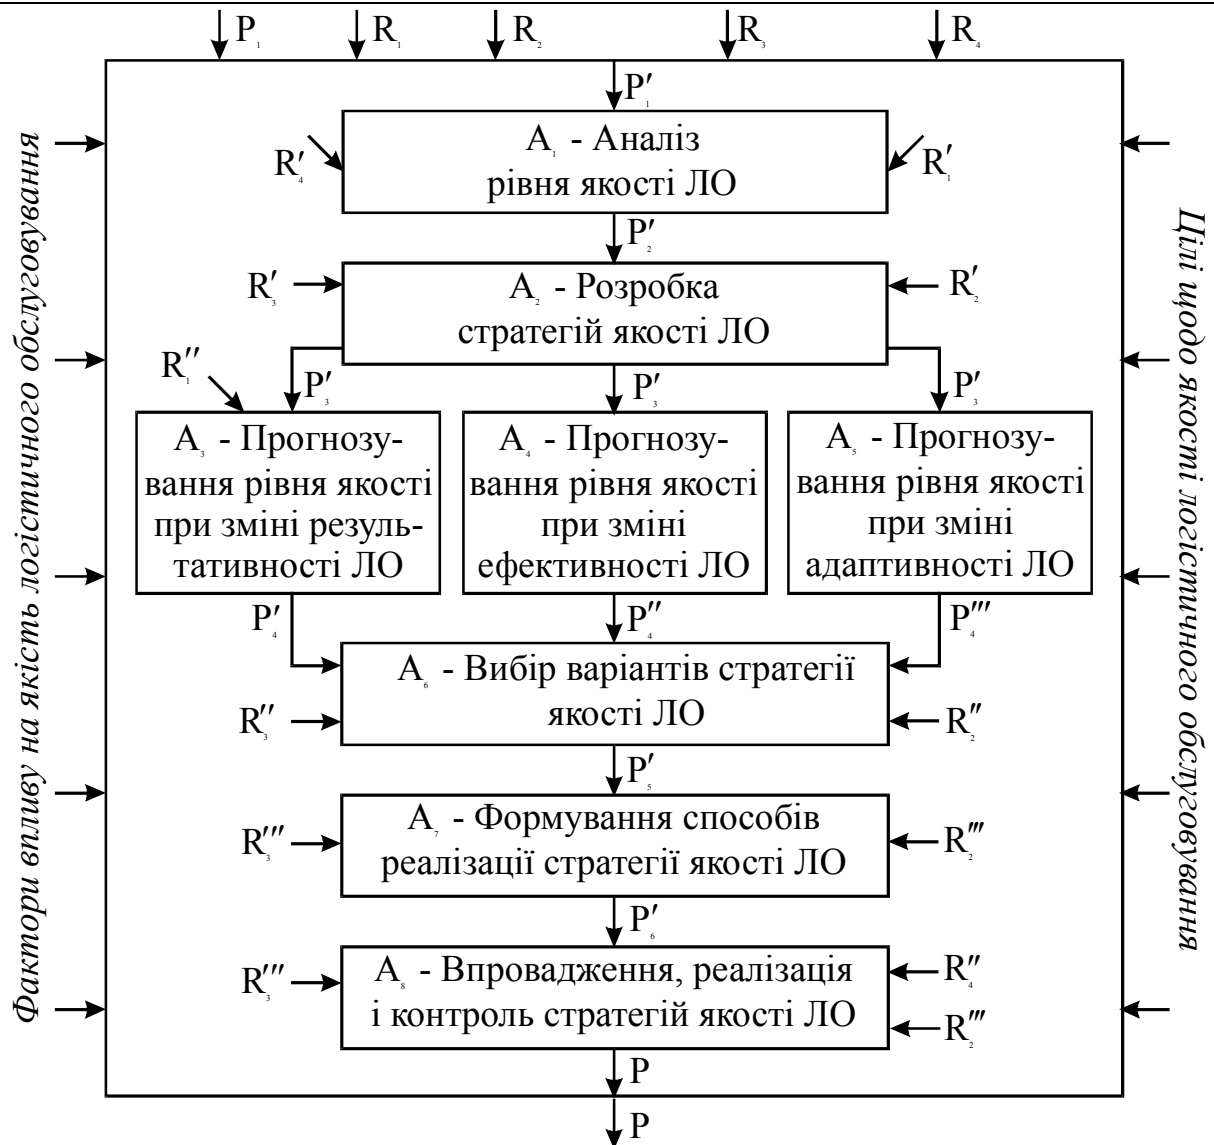 P₁ R₁ R₂ R₃ R₄
P′₁
A₁ - Аналіз
рівня якості ЛО
R′₄
R′₁
P′₂
A₂ - Розробка
стратегій якості ЛО
R′₃
R′₂
R′′₁
P′₃
P′₃
P′₃
A₃ - Прогнозу-
вання рівня якості
при зміні резуль-
тативності ЛО
A₄ - Прогнозу-
вання рівня якості
при зміні
ефективності ЛО
A₅ - Прогнозу-
вання рівня якості
при зміні
адаптивності ЛО
P′₄
P′′₄
P′′′₄
A₆ - Вибір варіантів стратегії
якості ЛО
R′′₃
R′′₂
P′₅
A₇ - Формування способів
реалізації стратегії якості ЛО
R′′′₃
R′′′₂
P′₆
A₈ - Впровадження, реалізація
і контроль стратегій якості ЛО
R′′′₃
R′′₄
R′′′₂
P
P
Фактори впливу на якість логістичного обслуговування
Цілі щодо якості логістичного обслуговування